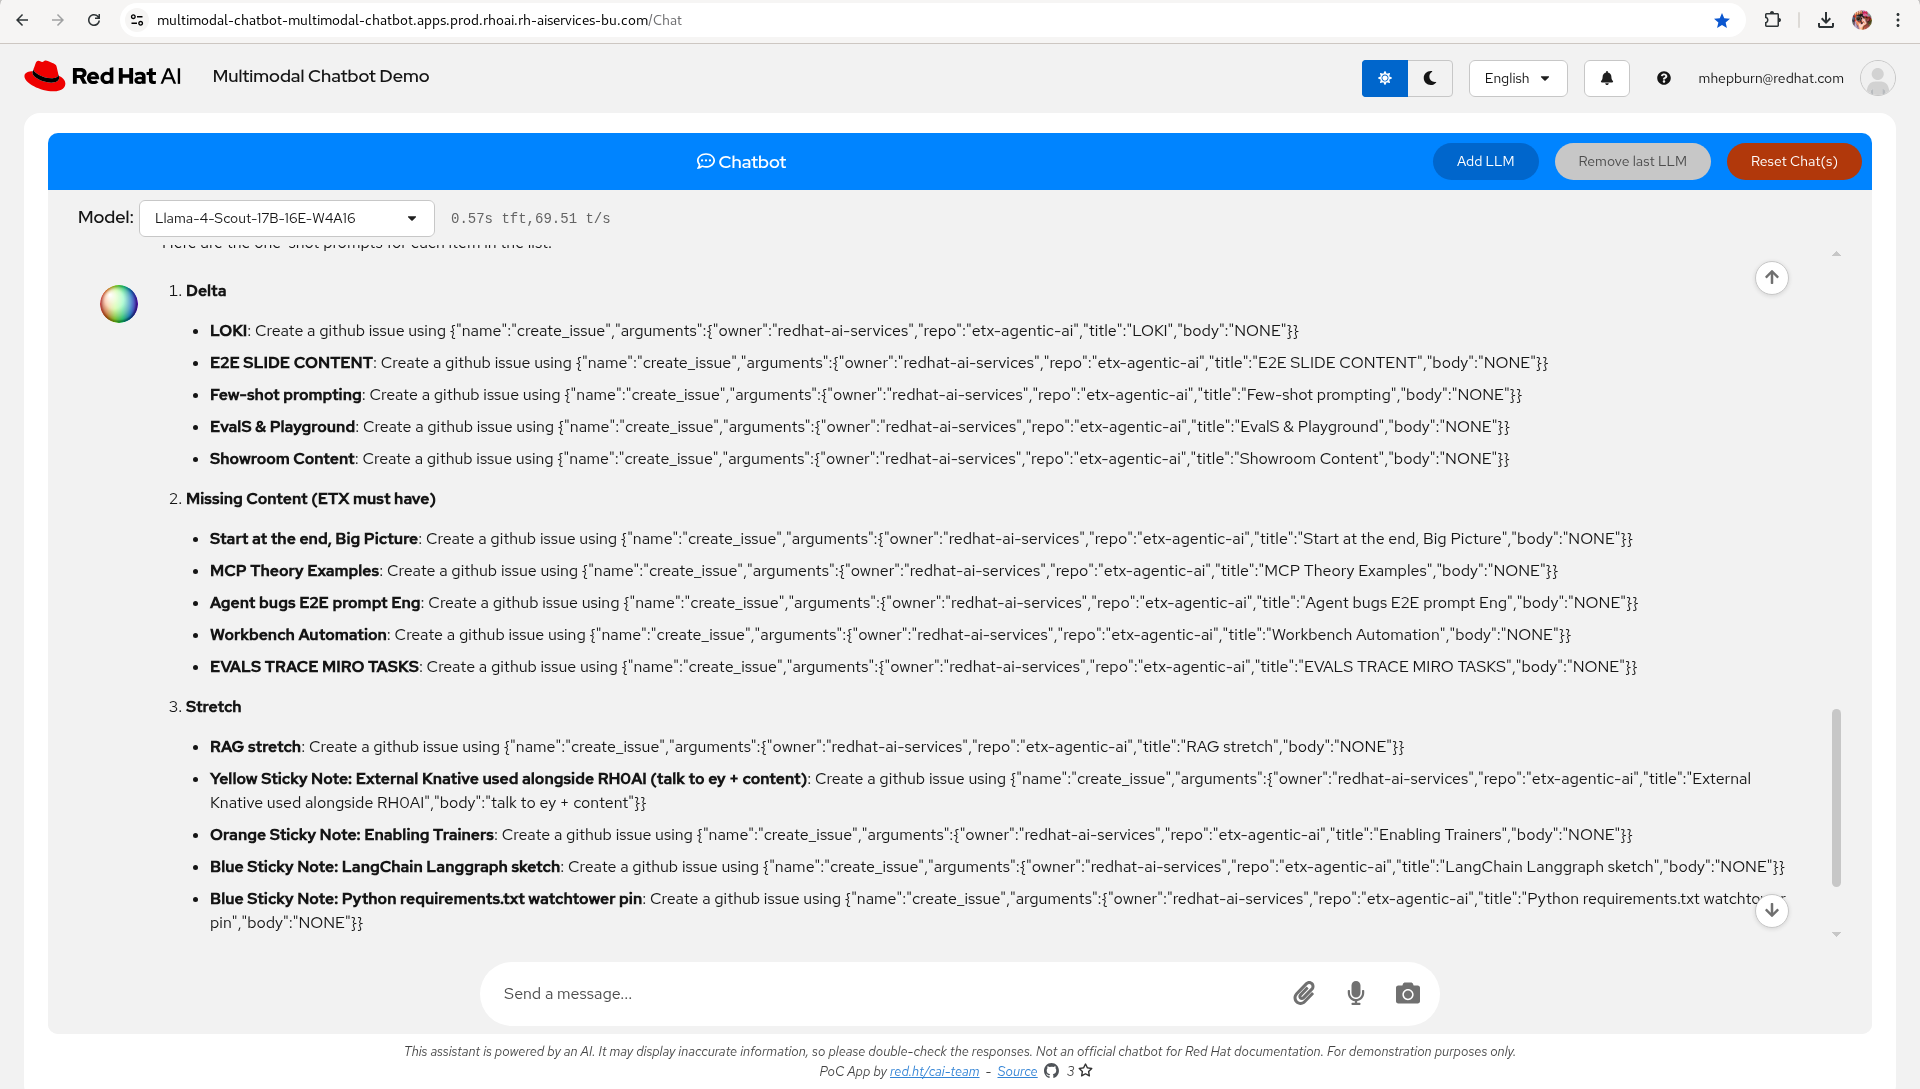 multimodal-chatbot-multimodal-chatbot.apps.prod.rhoai.rh-aiservices-bu.com/Chat
Red Hat AI
Multimodal Chatbot Demo
English
mhepburn@redhat.com
Chatbot
Add LLM
Remove last LLM
Reset Chat(s)
Model: Llama-4-Scout-17B-16E-W4A16 0.57s tft,69.51 t/s
Here are the one-shot prompts for each item in the list:
1. Delta
• LOKI: Create a github issue using {"name":"create_issue","arguments":{"owner":"redhat-ai-services","repo":"etx-agentic-ai","title":"LOKI","body":"NONE"}}
• E2E SLIDE CONTENT: Create a github issue using {"name":"create_issue","arguments":{"owner":"redhat-ai-services","repo":"etx-agentic-ai","title":"E2E SLIDE CONTENT","body":"NONE"}}
• Few-shot prompting: Create a github issue using {"name":"create_issue","arguments":{"owner":"redhat-ai-services","repo":"etx-agentic-ai","title":"Few-shot prompting","body":"NONE"}}
• EvalS & Playground: Create a github issue using {"name":"create_issue","arguments":{"owner":"redhat-ai-services","repo":"etx-agentic-ai","title":"EvalS & Playground","body":"NONE"}}
• Showroom Content: Create a github issue using {"name":"create_issue","arguments":{"owner":"redhat-ai-services","repo":"etx-agentic-ai","title":"Showroom Content","body":"NONE"}}
2. Missing Content (ETX must have)
• Start at the end, Big Picture: Create a github issue using {"name":"create_issue","arguments":{"owner":"redhat-ai-services","repo":"etx-agentic-ai","title":"Start at the end, Big Picture","body":"NONE"}}
• MCP Theory Examples: Create a github issue using {"name":"create_issue","arguments":{"owner":"redhat-ai-services","repo":"etx-agentic-ai","title":"MCP Theory Examples","body":"NONE"}}
• Agent bugs E2E prompt Eng: Create a github issue using {"name":"create_issue","arguments":{"owner":"redhat-ai-services","repo":"etx-agentic-ai","title":"Agent bugs E2E prompt Eng","body":"NONE"}}
• Workbench Automation: Create a github issue using {"name":"create_issue","arguments":{"owner":"redhat-ai-services","repo":"etx-agentic-ai","title":"Workbench Automation","body":"NONE"}}
• EVALS TRACE MIRO TASKS: Create a github issue using {"name":"create_issue","arguments":{"owner":"redhat-ai-services","repo":"etx-agentic-ai","title":"EVALS TRACE MIRO TASKS","body":"NONE"}}
3. Stretch
• RAG stretch: Create a github issue using {"name":"create_issue","arguments":{"owner":"redhat-ai-services","repo":"etx-agentic-ai","title":"RAG stretch","body":"NONE"}}
• Yellow Sticky Note: External Knative used alongside RH0AI (talk to ey + content): Create a github issue using {"name":"create_issue","arguments":{"owner":"redhat-ai-services","repo":"etx-agentic-ai","title":"External
Knative used alongside RH0AI","body":"talk to ey + content"}}
• Orange Sticky Note: Enabling Trainers: Create a github issue using {"name":"create_issue","arguments":{"owner":"redhat-ai-services","repo":"etx-agentic-ai","title":"Enabling Trainers","body":"NONE"}}
• Blue Sticky Note: LangChain Langgraph sketch: Create a github issue using {"name":"create_issue","arguments":{"owner":"redhat-ai-services","repo":"etx-agentic-ai","title":"LangChain Langgraph sketch","body":"NONE"}}
• Blue Sticky Note: Python requirements.txt watchtower pin: Create a github issue using {"name":"create_issue","arguments":{"owner":"redhat-ai-services","repo":"etx-agentic-ai","title":"Python requirements.txt watchtower
pin","body":"NONE"}}
Send a message...
This assistant is powered by an AI. It may display inaccurate information, so please double-check the responses. Not an official chatbot for Red Hat documentation. For demonstration purposes only.
PoC App by red.ht/cai-team - Source 3